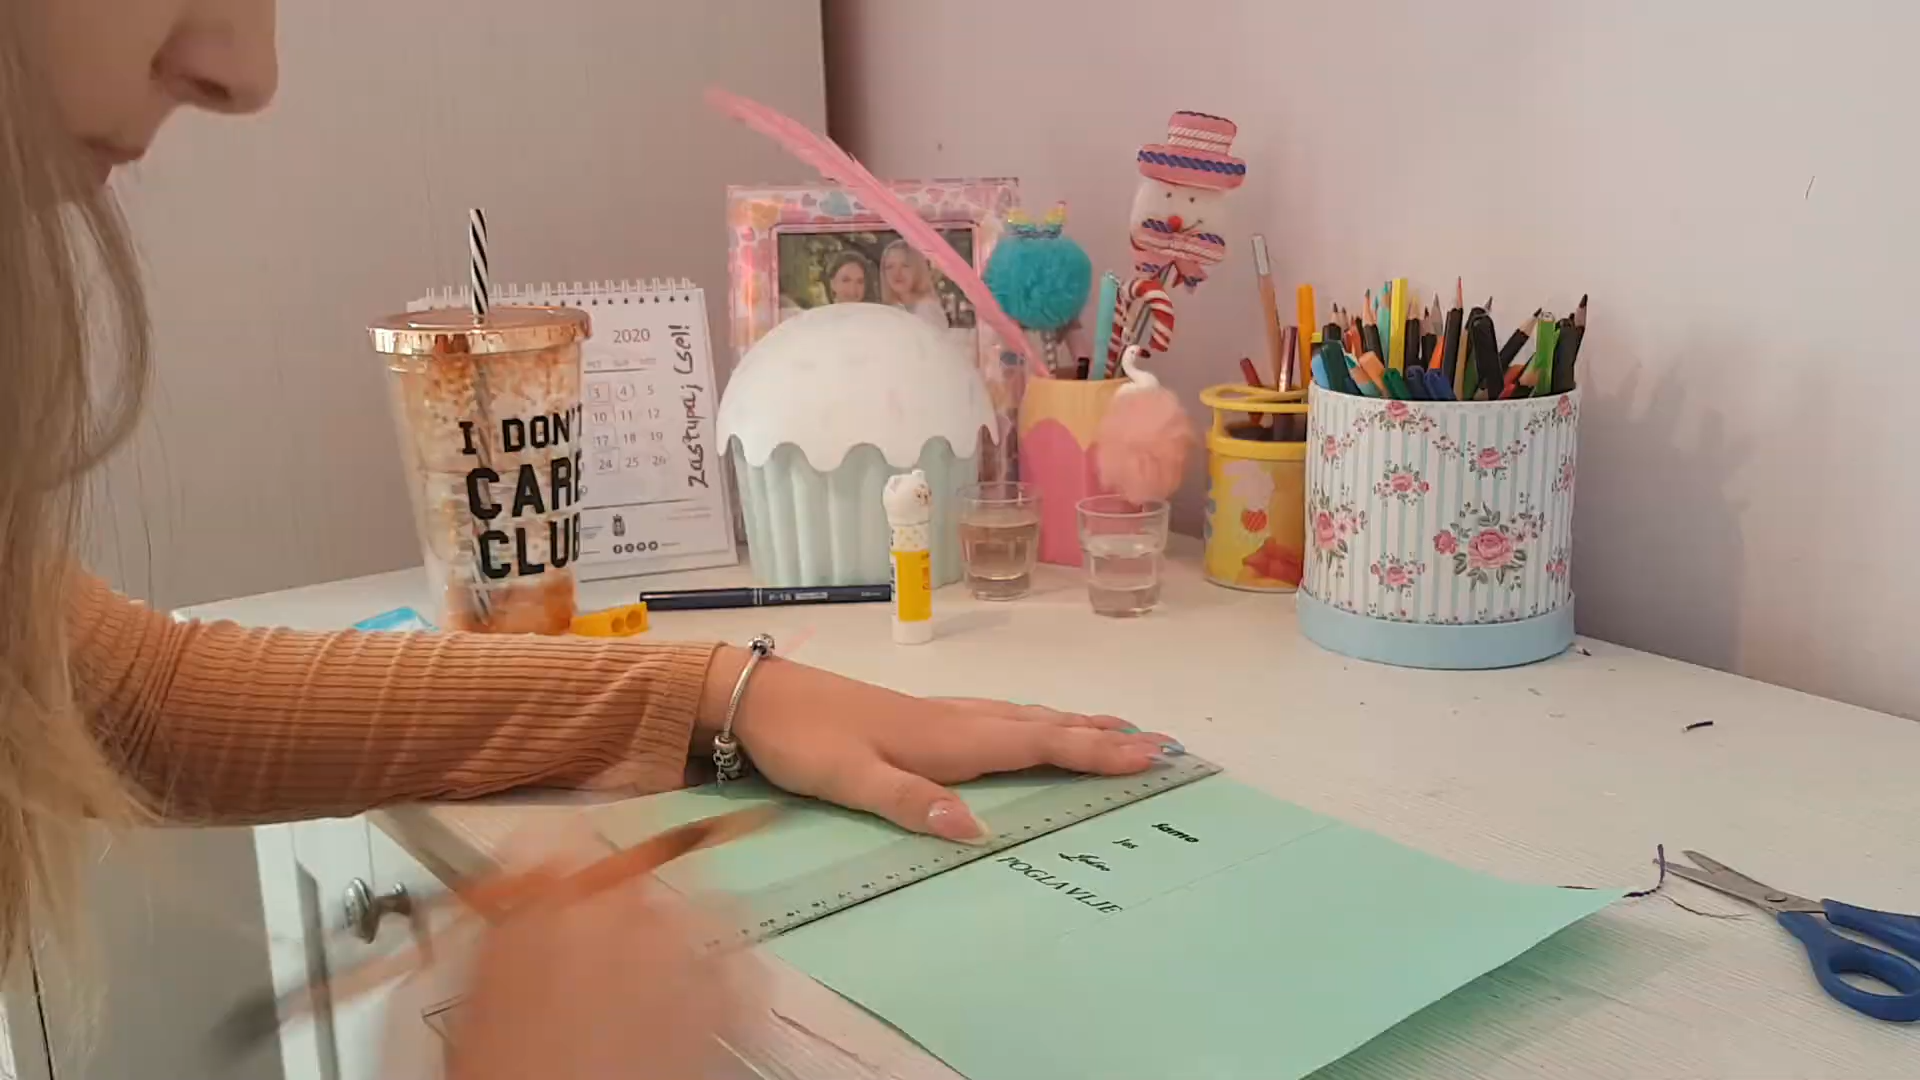 I DON'T
CARE
CLUB
2020
3 4 5
10 11 12
17 18 19
24 25 26
Zastupaj (se)!
samo
još
jedno
POGLAVLJE